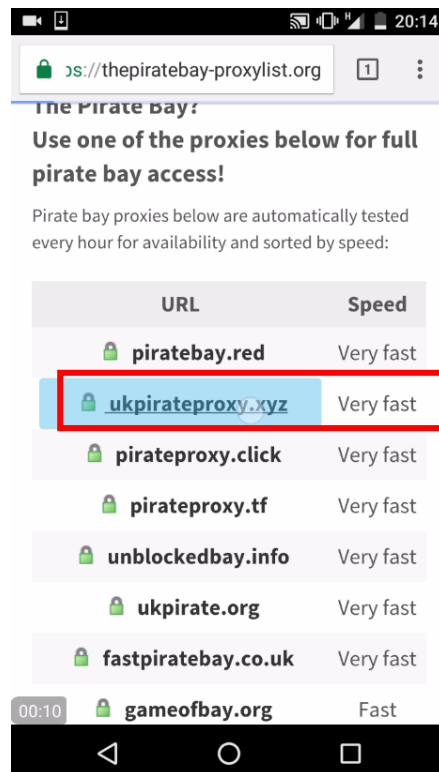 H 20:14
ps://thepiratebay-proxylist.org 1
The Pirate Bay?
Use one of the proxies below for full
pirate bay access!
Pirate bay proxies below are automatically tested
every hour for availability and sorted by speed:
URL Speed
piratebay.red Very fast
ukpirateproxy.xyz Very fast
pirateproxy.click Very fast
pirateproxy.tf Very fast
unblockedbay.info Very fast
ukpirate.org Very fast
fastpiratebay.co.uk Very fast
00:10 gameofbay.org Fast